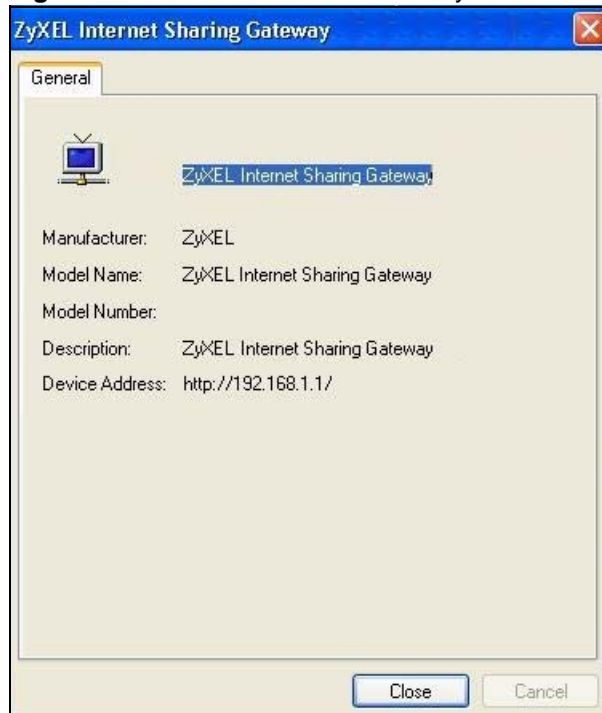 ZyXEL Internet Sharing Gateway
General
ZyXEL Internet Sharing Gateway
Manufacturer: ZyXEL
Model Name: ZyXEL Internet Sharing Gateway
Model Number:
Description: ZyXEL Internet Sharing Gateway
Device Address: http://192.168.1.1/
Close Cancel